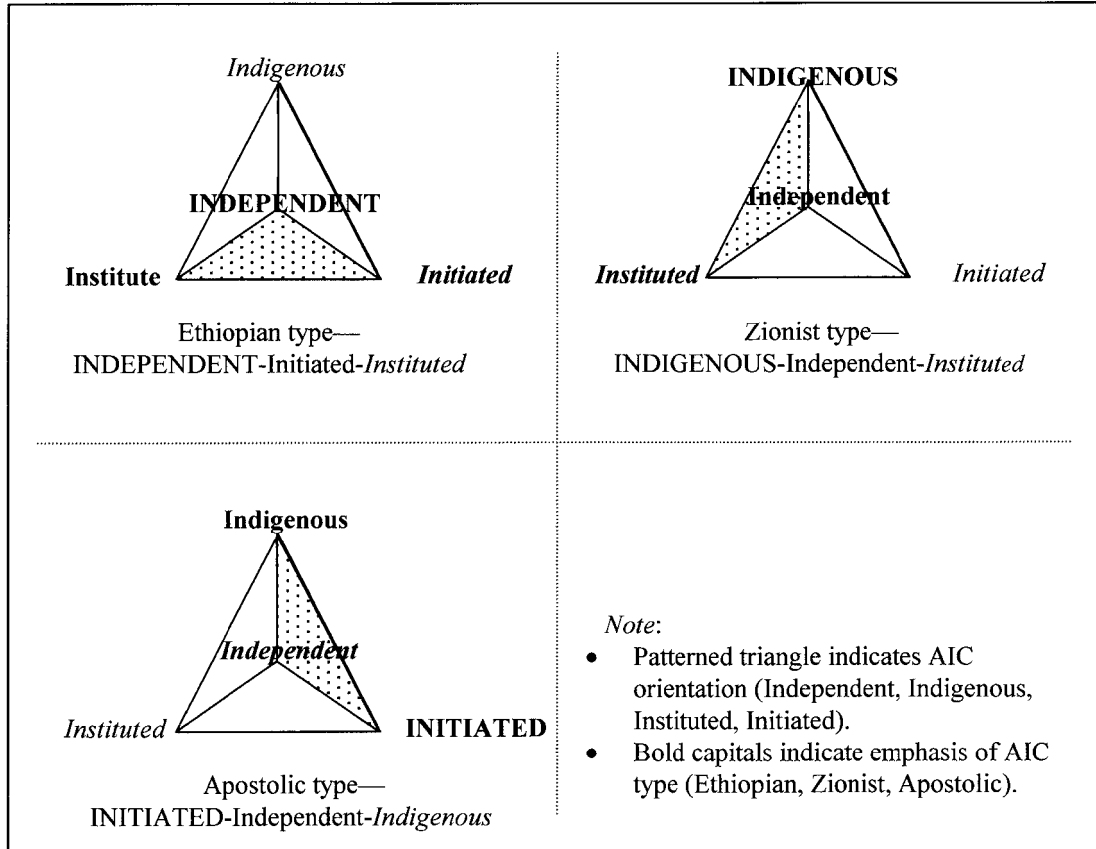 Indigenous
INDEPENDENT
Institute
Initiated
Ethiopian type—
INDEPENDENT-Initiated-Instituted
INDIGENOUS
Independent
Instituted
Initiated
Zionist type—
INDIGENOUS-Independent-Instituted
Indigenous
Independent
Instituted
INITIATED
Apostolic type—
INITIATED-Independent-Indigenous
Note:
• Patterned triangle indicates AIC
orientation (Independent, Indigenous,
Instituted, Initiated).
• Bold capitals indicate emphasis of AIC
type (Ethiopian, Zionist, Apostolic).